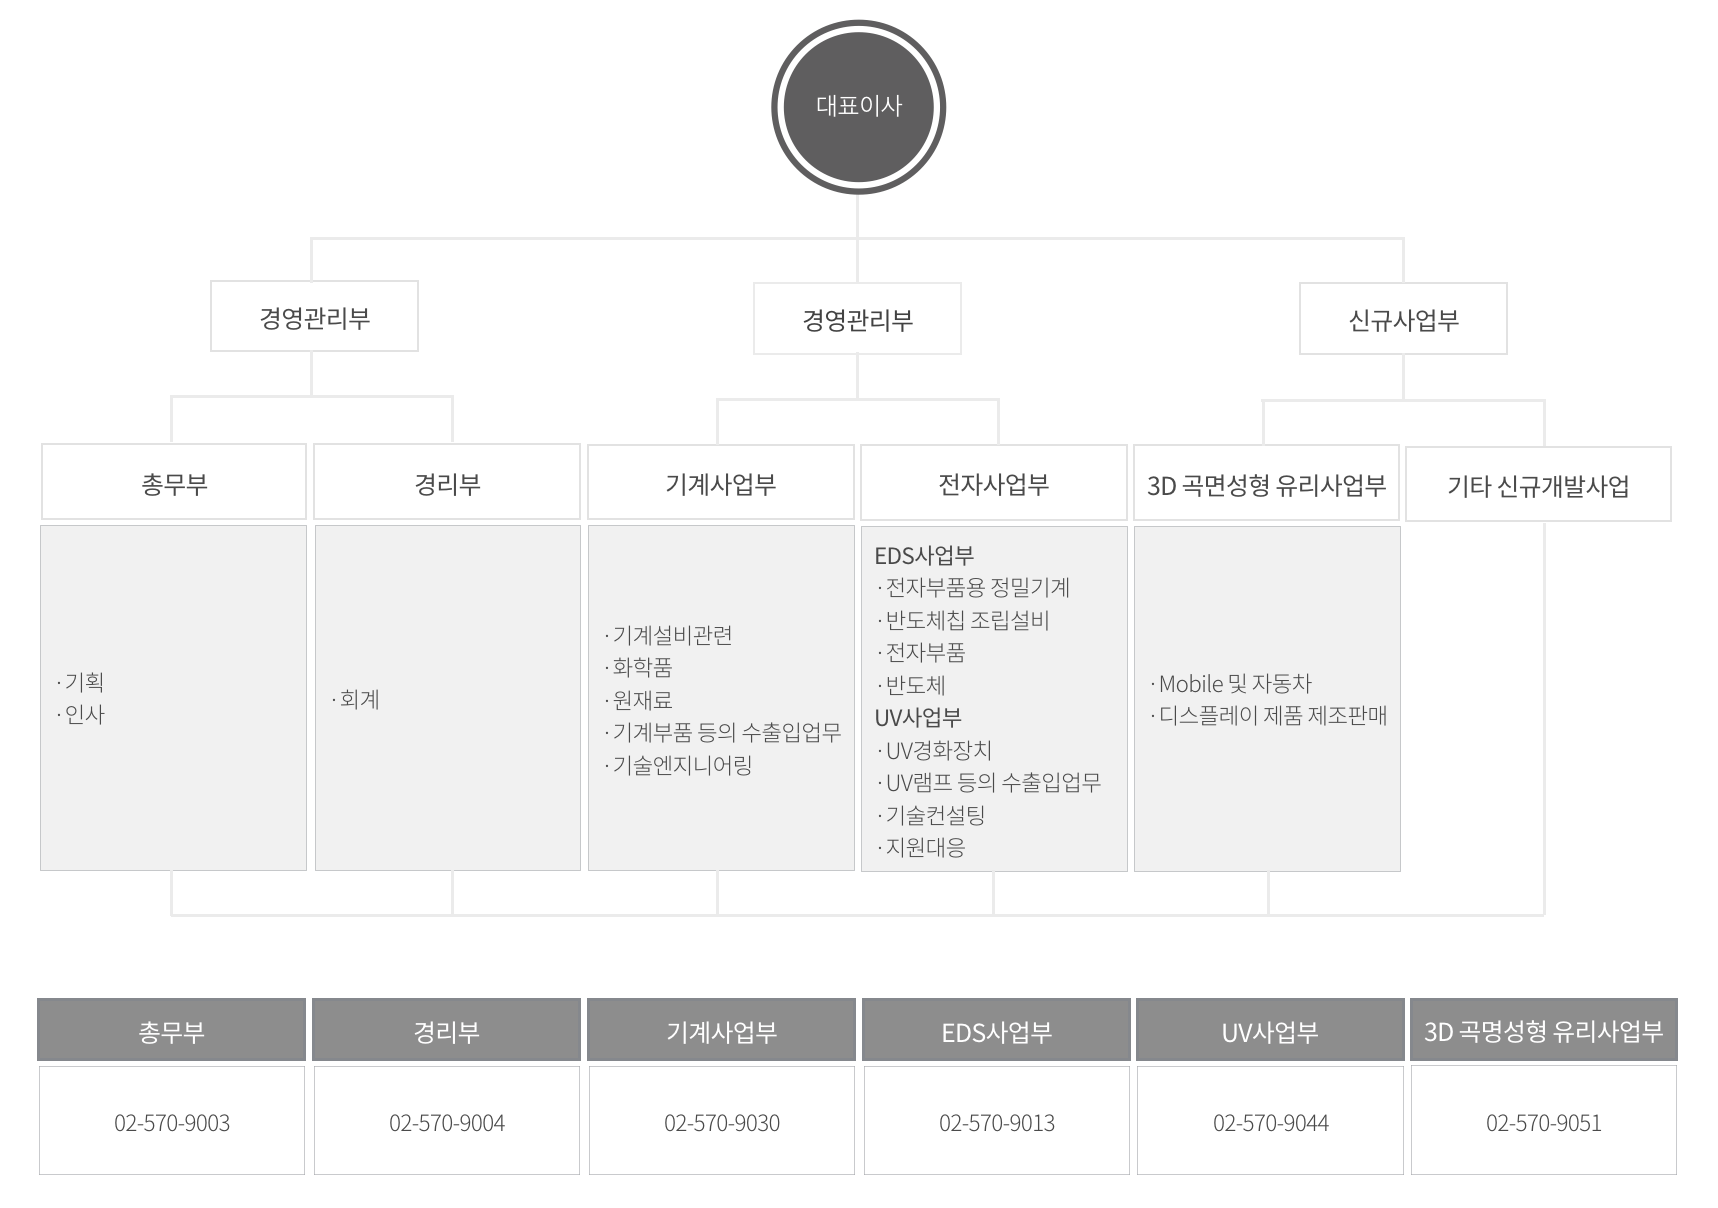 대표이사
경영관리부
경영관리부
신규사업부
총무부
경리부
기계사업부
전자사업부
3D 곡면성형 유리사업부
기타 신규개발사업
· 기획
· 인사
· 회계
· 기계설비관련
· 화학품
· 원재료
· 기계부품 등의 수출입업무
· 기술엔지니어링
EDS사업부
· 전자부품용 정밀기계
· 반도체칩 조립설비
· 전자부품
· 반도체
UV사업부
· UV경화장치
· UV램프 등의 수출입업무
· 기술컨설팅
· 지원대응
· Mobile 및 자동차
· 디스플레이 제품 제조판매
총무부
경리부
기계사업부
EDS사업부
UV사업부
3D 곡명성형 유리사업부
02-570-9003
02-570-9004
02-570-9030
02-570-9013
02-570-9044
02-570-9051